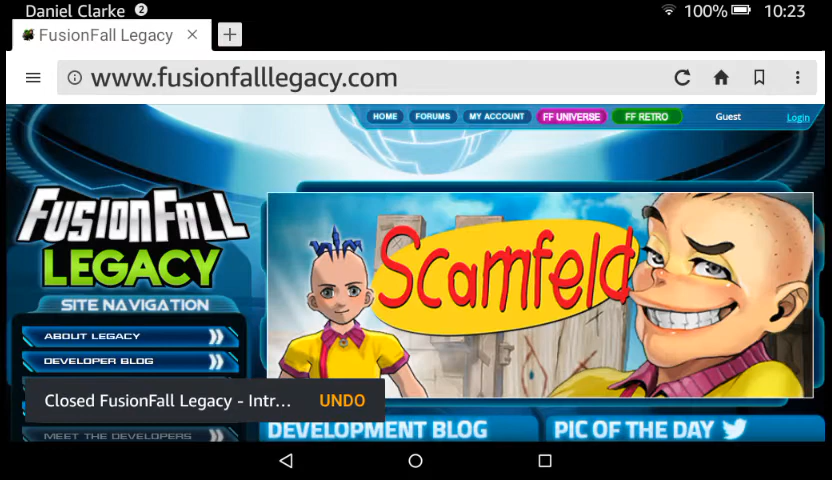 Daniel Clarke 2
100% 10:23
FusionFall Legacy
www.fusionfalllegacy.com
HOME FORUMS MY ACCOUNT FF UNIVERSE FF RETRO Guest Login
FUSIONFALL
LEGACY
Scamfeld
SITE NAVIGATION
ABOUT LEGACY
DEVELOPER BLOG
Closed FusionFall Legacy - Intr... UNDO
MEET THE DEVELOPERS
DEVELOPMENT BLOG
PIC OF THE DAY